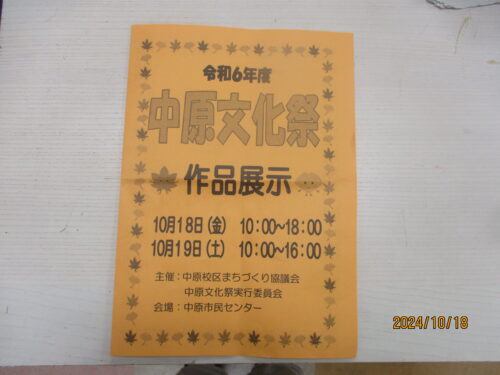 令和6年度
中原文化祭
作品展示
10月18日(金) 10:00~18:00
10月19日(土) 10:00~16:00
主催:中原校区まちづくり協議会
中原文化祭実行委員会
会場:中原市民センター
2024/10/18